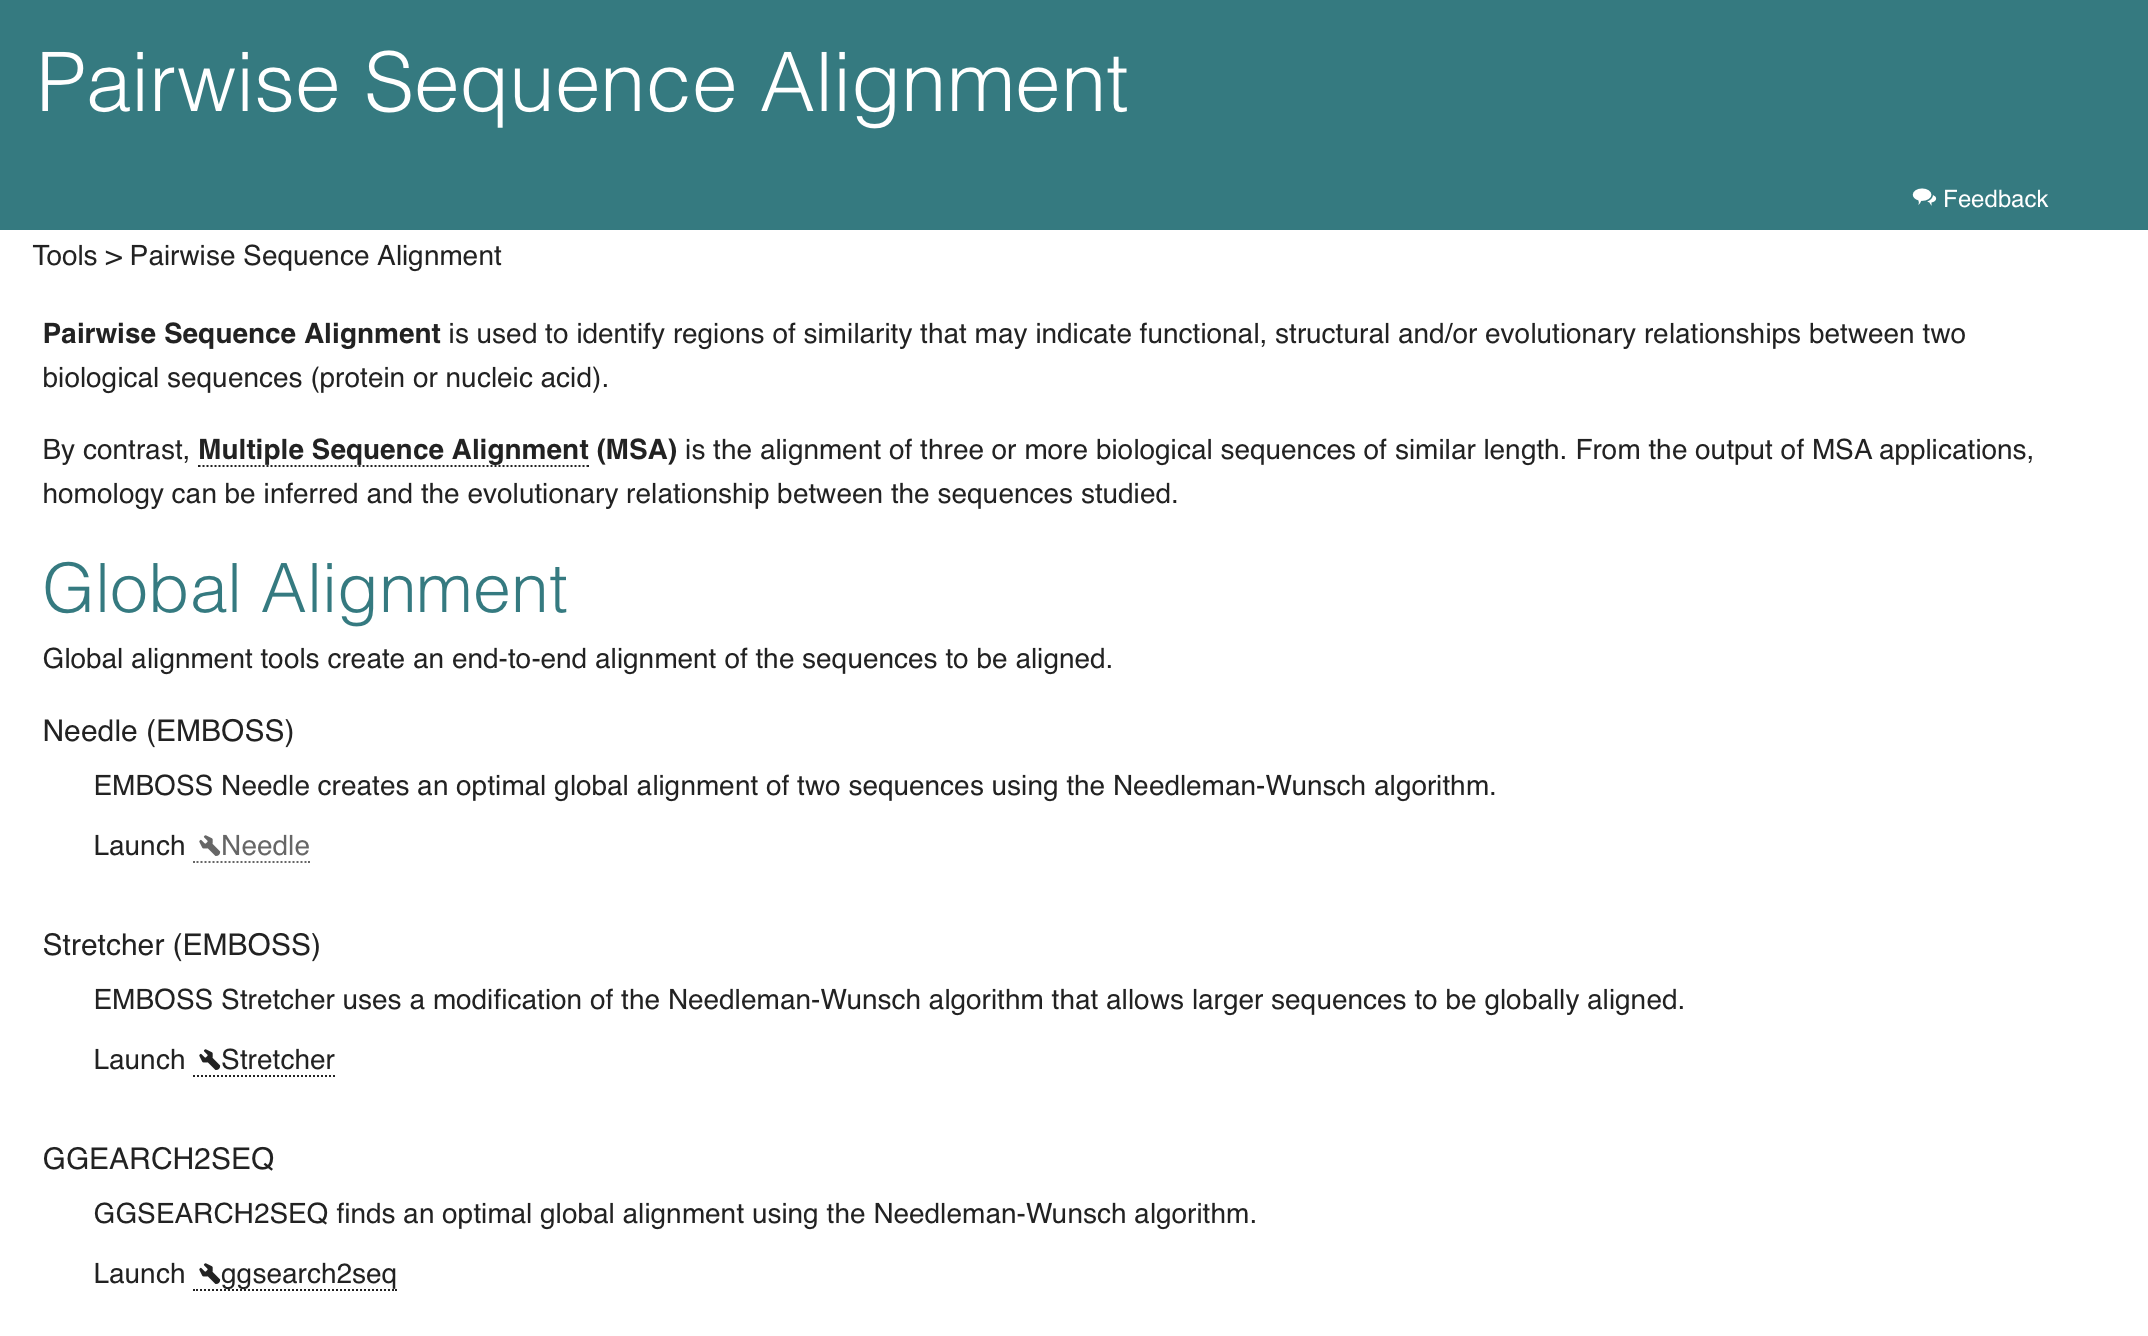 Pairwise Sequence Alignment
Feedback
Tools > Pairwise Sequence Alignment
Pairwise Sequence Alignment is used to identify regions of similarity that may indicate functional, structural and/or evolutionary relationships between two
biological sequences (protein or nucleic acid).
By contrast, Multiple Sequence Alignment (MSA) is the alignment of three or more biological sequences of similar length. From the output of MSA applications,
homology can be inferred and the evolutionary relationship between the sequences studied.
Global Alignment
Global alignment tools create an end-to-end alignment of the sequences to be aligned.
Needle (EMBOSS)
EMBOSS Needle creates an optimal global alignment of two sequences using the Needleman-Wunsch algorithm.
Launch Needle
Stretcher (EMBOSS)
EMBOSS Stretcher uses a modification of the Needleman-Wunsch algorithm that allows larger sequences to be globally aligned.
Launch Stretcher
GGEARCH2SEQ
GGSEARCH2SEQ finds an optimal global alignment using the Needleman-Wunsch algorithm.
Launch ggsearch2seq